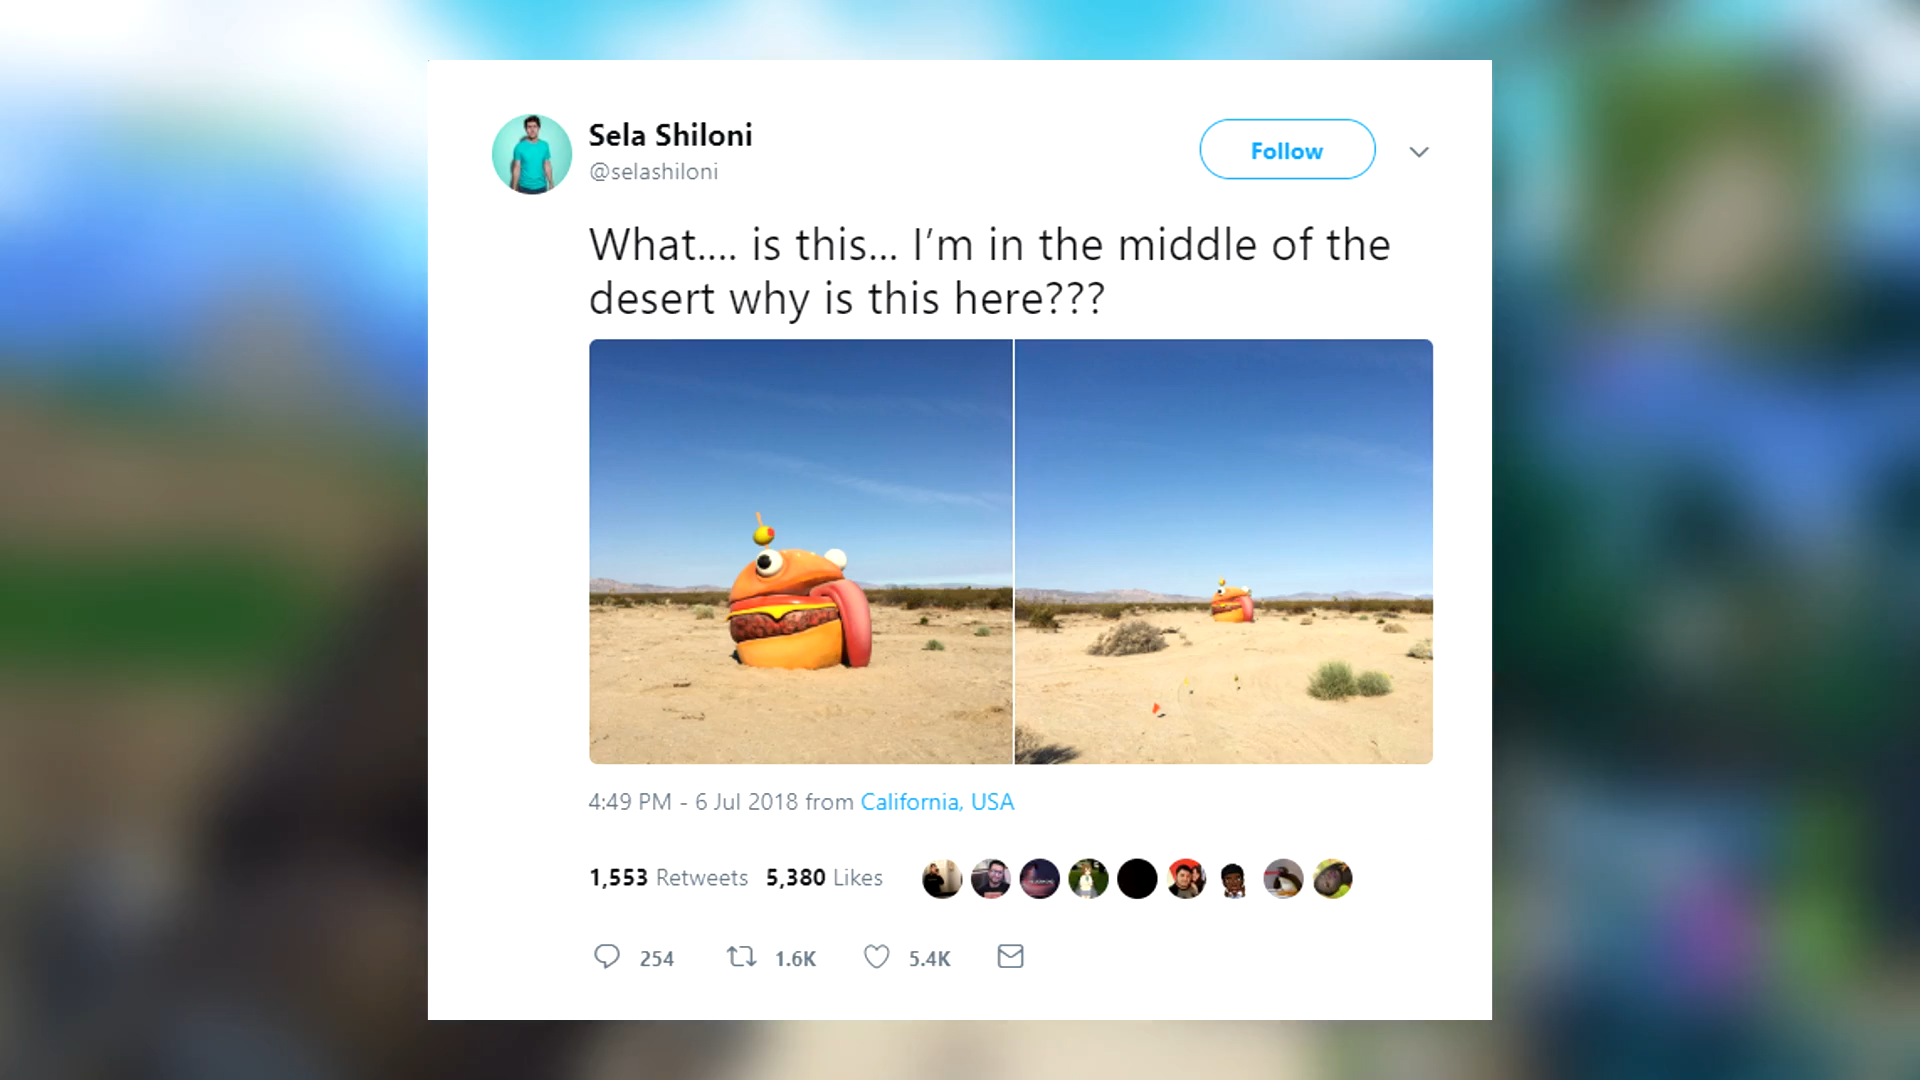 Sela Shiloni
@selashiloni
Follow
What.... is this... I’m in the middle of the
desert why is this here???
4:49 PM - 6 Jul 2018 from California, USA
1,553 Retweets 5,380 Likes
254 1.6K 5.4K